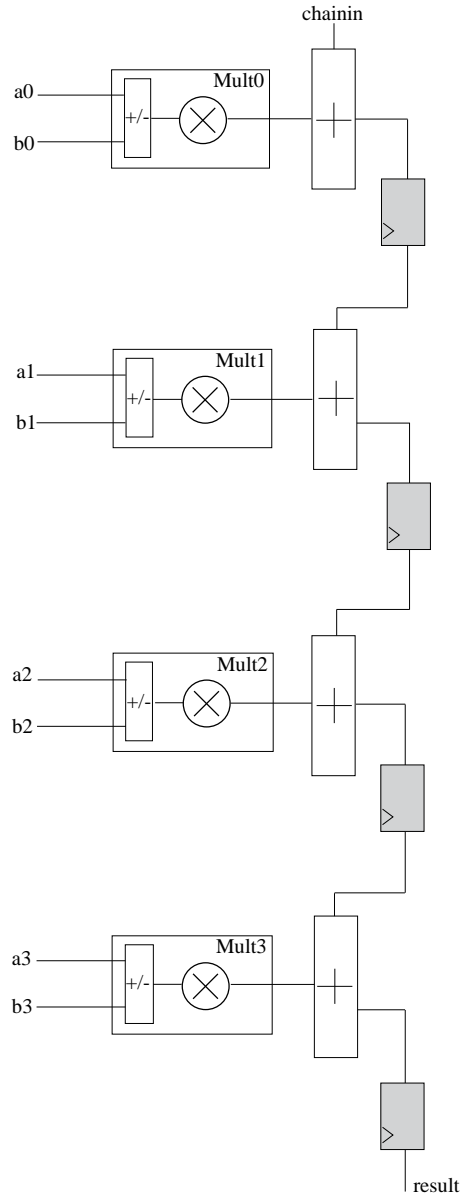 chainin
Mult0
a0
+/-
b0
Mult1
a1
+/-
b1
Mult2
a2
+/-
b2
Mult3
a3
+/-
b3
result